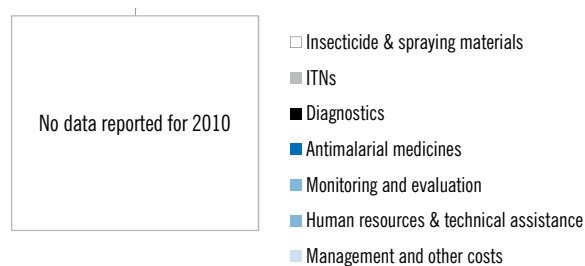 No data reported for 2010
Insecticide & spraying materials
ITNs
Diagnostics
Antimalarial medicines
Monitoring and evaluation
Human resources & technical assistance
Management and other costs